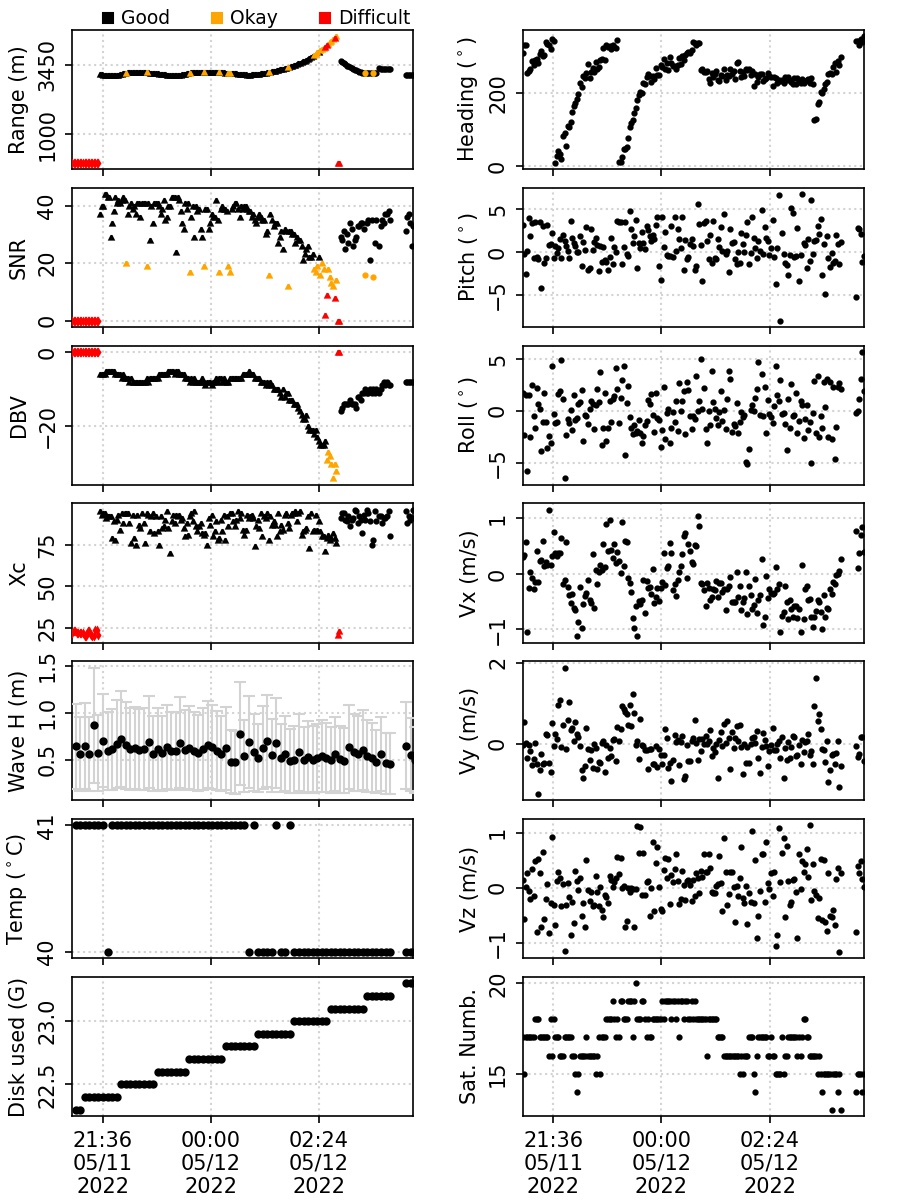 Good Okay Difficult
Range (m)
3450
1000
Heading (°)
200
0
SNR
40
20
0
Pitch (°)
5
0
−5
DBV
0
−20
Roll (°)
5
0
−5
Xc
75
50
25
Vx (m/s)
1
0
−1
Wave H (m)
1.5
1.0
0.5
Vy (m/s)
2
0
Temp (°C)
41
40
Vz (m/s)
1
0
−1
Disk used (G)
23.0
22.5
Sat. Numb.
20
15
21:36 00:00 02:24 21:36 00:00 02:24
05/11 05/12 05/12 05/11 05/12 05/12
2022 2022 2022 2022 2022 2022